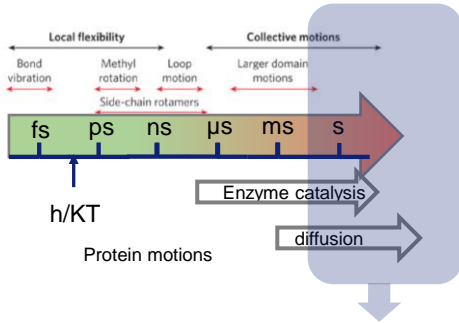 Local flexibility
Collective motions
Bond
vibration
Methyl
rotation
Loop
motion
Larger domain
motions
Side-chain rotamers
fs
ps
ns
µs
ms
s
Enzyme catalysis
h/KT
diffusion
Protein motions